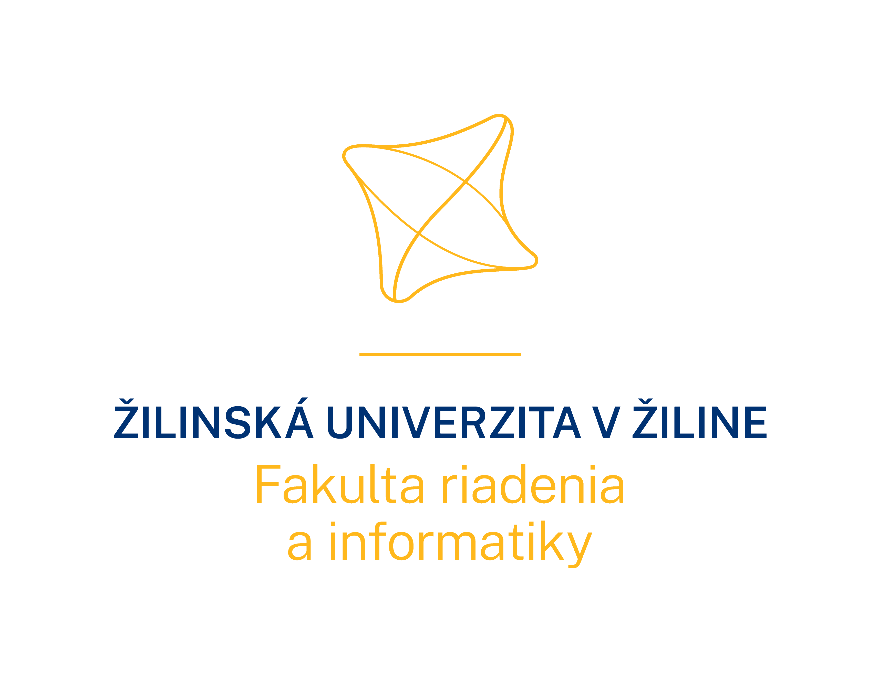 ŽILINSKÁ UNIVERZITA V ŽILINE
Fakulta riadenia
a informatiky